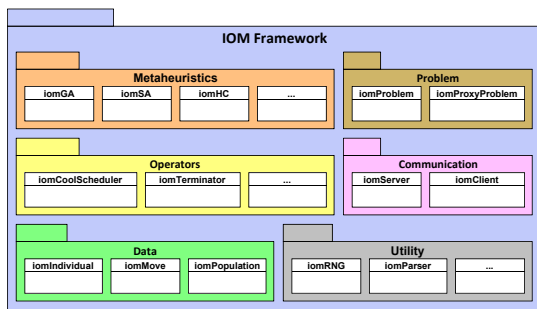 IOM Framework
Metaheuristics
iomGA iomSA iomHC ...
Problem
iomProblem iomProxyProblem
Operators
iomCoolScheduler iomTerminator ...
Communication
iomServer iomClient
Data
iomIndividual iomMove iomPopulation
Utility
iomRNG iomParser ...